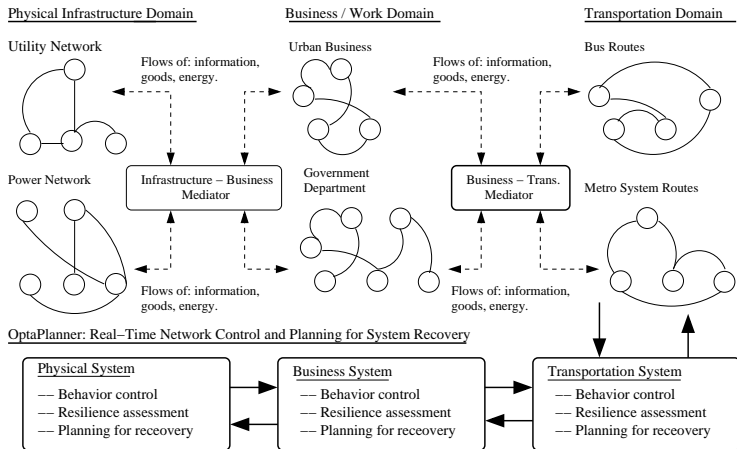 Physical Infrastructure Domain
Business / Work Domain
Transportation Domain
Utility Network
Urban Business
Bus Routes
Flows of: information,
goods, energy.
Flows of: information,
goods, energy.
Infrastructure – Business
Mediator
Business – Trans.
Mediator
Power Network
Government
Department
Metro System Routes
Flows of: information,
goods, energy.
Flows of: information,
goods, energy.
OptaPlanner: Real–Time Network Control and Planning for System Recovery
Physical System
–– Behavior control
–– Resilience assessment
–– Planning for receovery
Business System
–– Behavior control
–– Resilience assessment
–– Planning for receovery
Transportation System
–– Behavior control
–– Resilience assessment
–– Planning for receovery